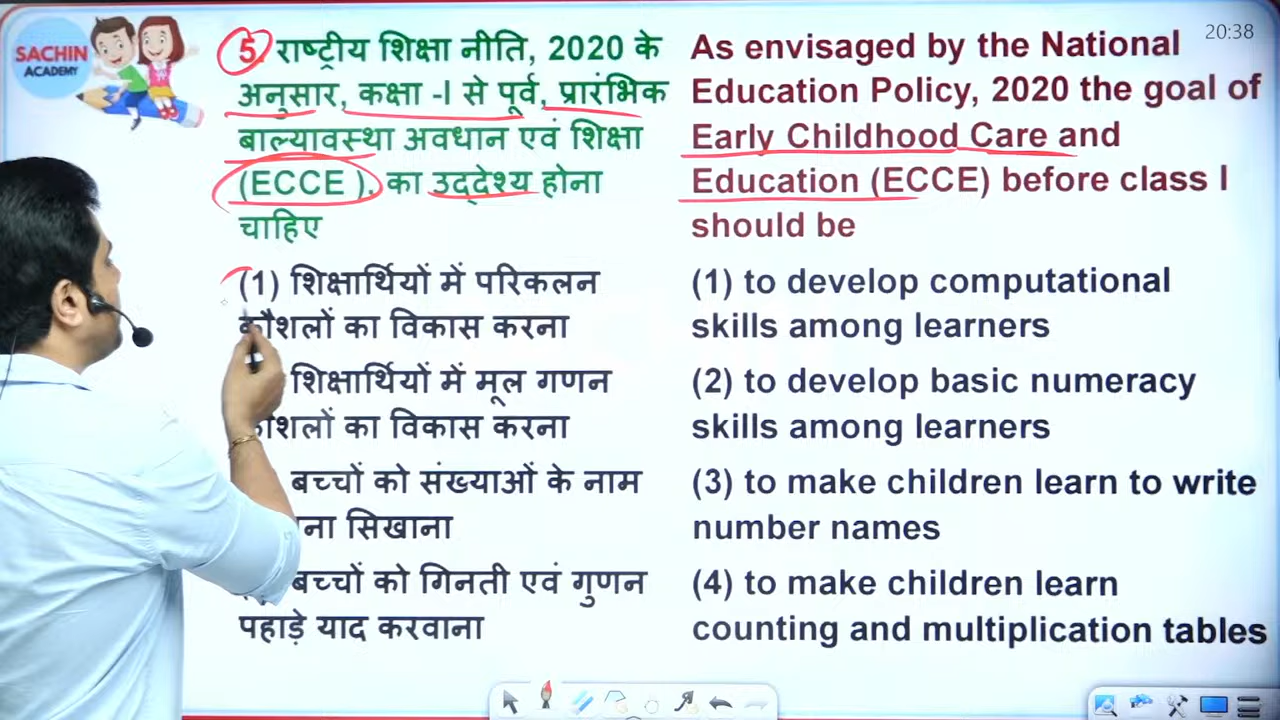 SACHIN
ACADEMY
20:38
5. राष्ट्रीय शिक्षा नीति, 2020 के
अनुसार, कक्षा -I से पूर्व, प्रारंभिक
बाल्यावस्था अवधान एवं शिक्षा
(ECCE ), का उद्देश्य होना
चाहिए
(1) शिक्षार्थियों में परिकलन
कौशलों का विकास करना
शिक्षार्थियों में मूल गणन
कौशलों का विकास करना
बच्चों को संख्याओं के नाम
सिखाना
बच्चों को गिनती एवं गुणन
पहाड़े याद करवाना
As envisaged by the National
Education Policy, 2020 the goal of
Early Childhood Care and
Education (ECCE) before class I
should be
(1) to develop computational
skills among learners
(2) to develop basic numeracy
skills among learners
(3) to make children learn to write
number names
(4) to make children learn
counting and multiplication tables